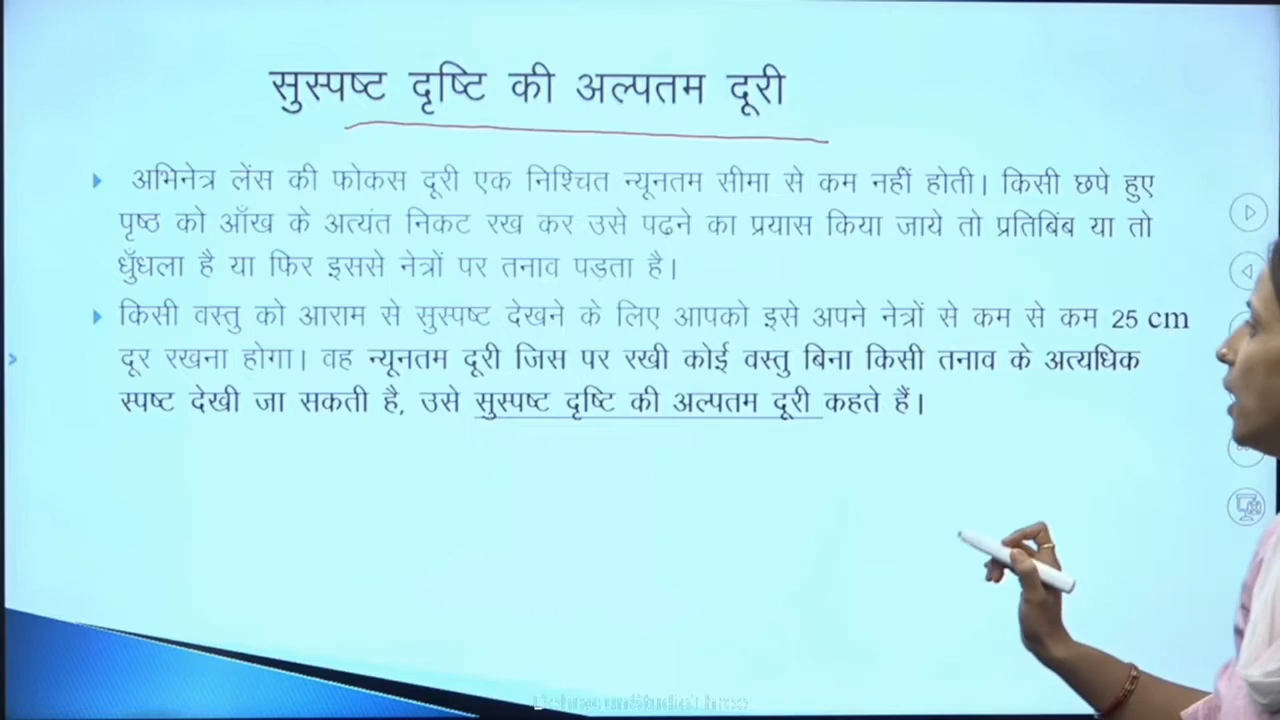 सुस्पष्ट दृष्टि की अल्पतम दूरी
अभिनेत्र लेंस की फोकस दूरी एक निश्चित न्यूनतम सीमा से कम नहीं होती। किसी छपे हुए
पृष्ठ को आँख के अत्यंत निकट रख कर उसे पढने का प्रयास किया जाये तो प्रतिबिंब या तो
धुँधला है या फिर इससे नेत्रों पर तनाव पड़ता है।
किसी वस्तु को आराम से सुस्पष्ट देखने के लिए आपको इसे अपने नेत्रों से कम से कम 25 cm
दूर रखना होगा। वह न्यूनतम दूरी जिस पर रखी कोई वस्तु बिना किसी तनाव के अत्यधिक
स्पष्ट देखी जा सकती है, उसे सुस्पष्ट दृष्टि की अल्पतम दूरी कहते हैं।